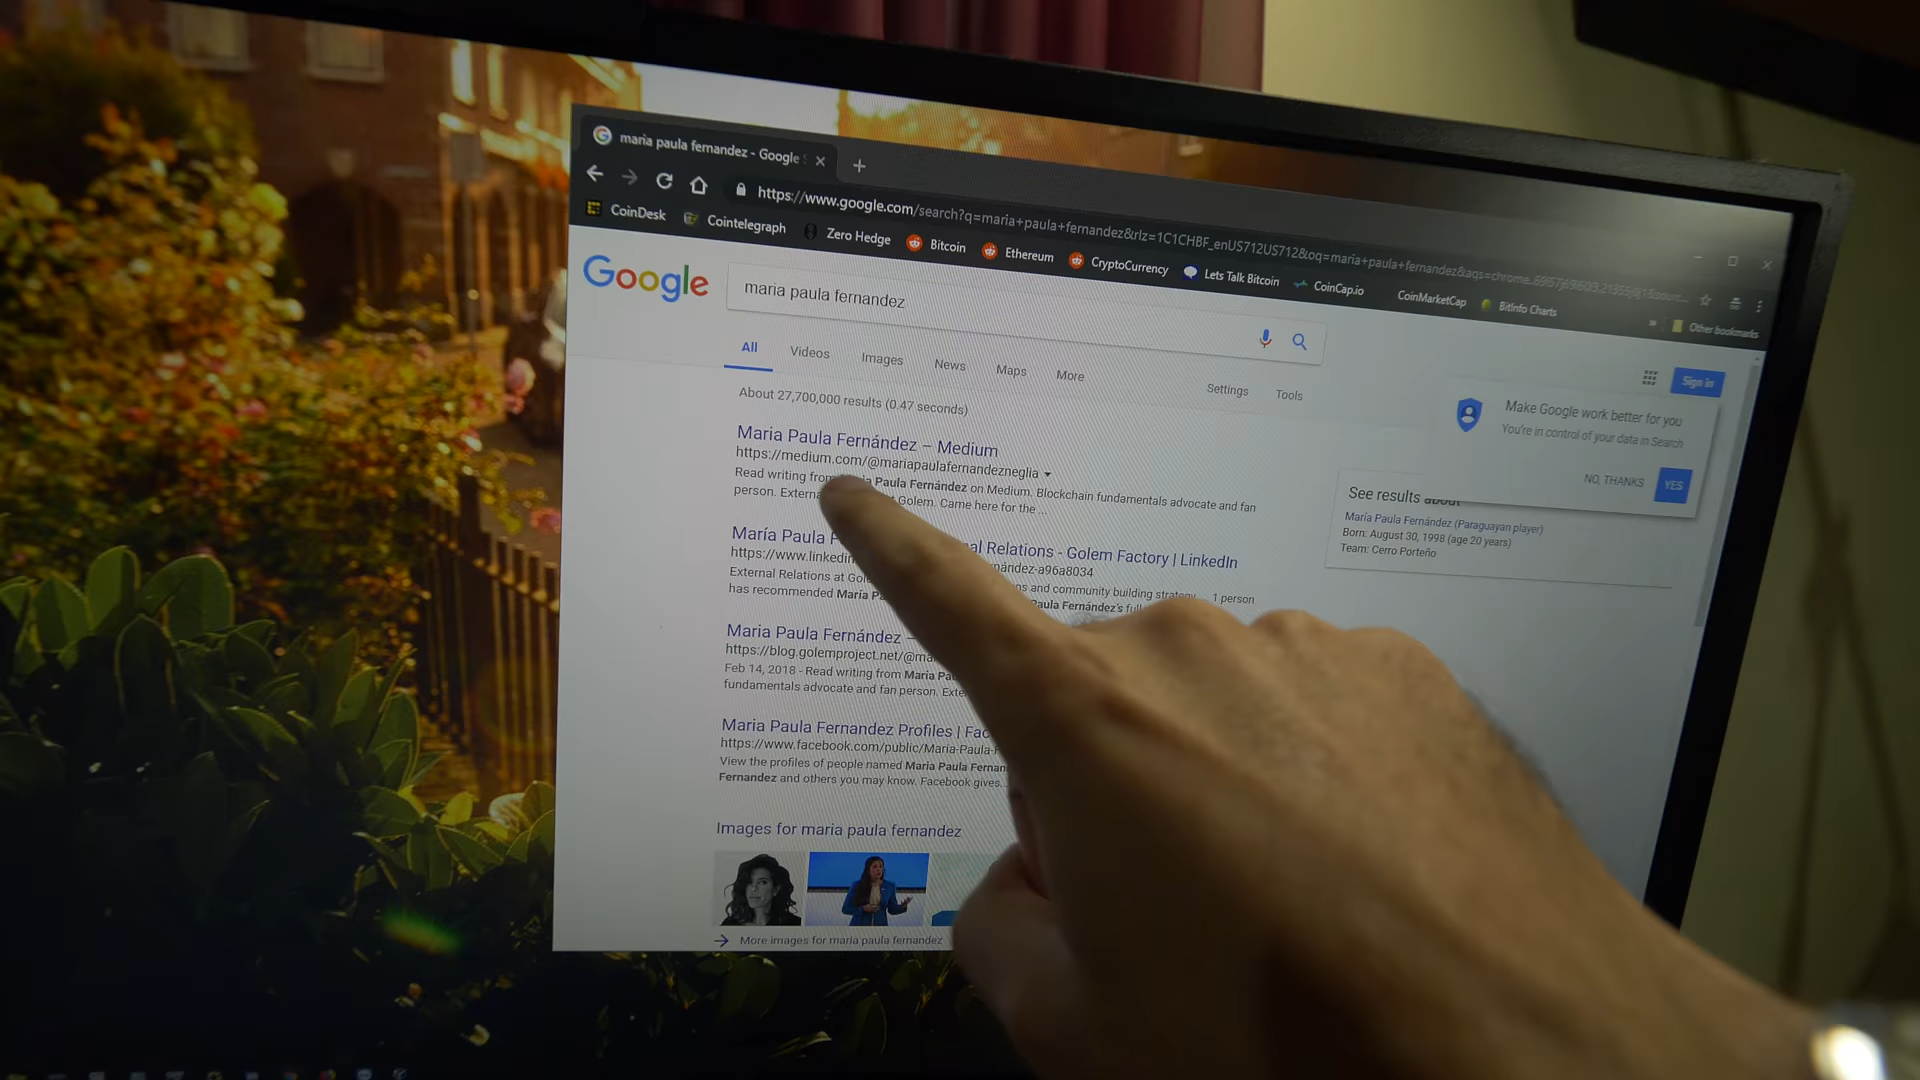 maria paula fernandez - Google
https://www.google.com/search?q=maria+paula+fernandez&rlz=1C1CHBF_enUS712US712&oq=maria+paula+fernandez&aqs=chrome
CoinDesk Cointelegraph Zero Hedge Bitcoin Ethereum CryptoCurrency Lets Talk Bitcoin CoinCap.io CoinMarketCap BitInfo Charts
Other bookmarks
Google
maria paula fernandez
All Videos Images News Maps More Settings Tools
Sign in
About 27,700,000 results (0.47 seconds)
Make Google work better for you
You're in control of your data in Search
NO, THANKS YES
Maria Paula Fernández – Medium
https://medium.com/@mariapaulafernandezneglia
Read writing from Paula Fernández on Medium. Blockchain fundamentals advocate and fan
person. Golem. Came here for the ...
María Paula Relations - Golem Factory | LinkedIn
https://www.linkedin -a96a8034
External Relations at and community building strategy 1 person
has recommended Maria Paula Fernández's
Maria Paula Fernández –
https://blog.golemproject.net/
Feb 14, 2018 - Read writing from Maria
fundamentals advocate and fan person.
Maria Paula Fernandez Profiles |
https://www.facebook.com/public/Maria-Paula-
View the profiles of people named Maria Paula
Fernandez and others you may know. Facebook gives...
Images for maria paula fernandez
More images for maria paula fernandez
See results about
María Paula Fernández (Paraguayan player)
Born: August 30, 1998 (age 20 years)
Team: Cerro Porteño